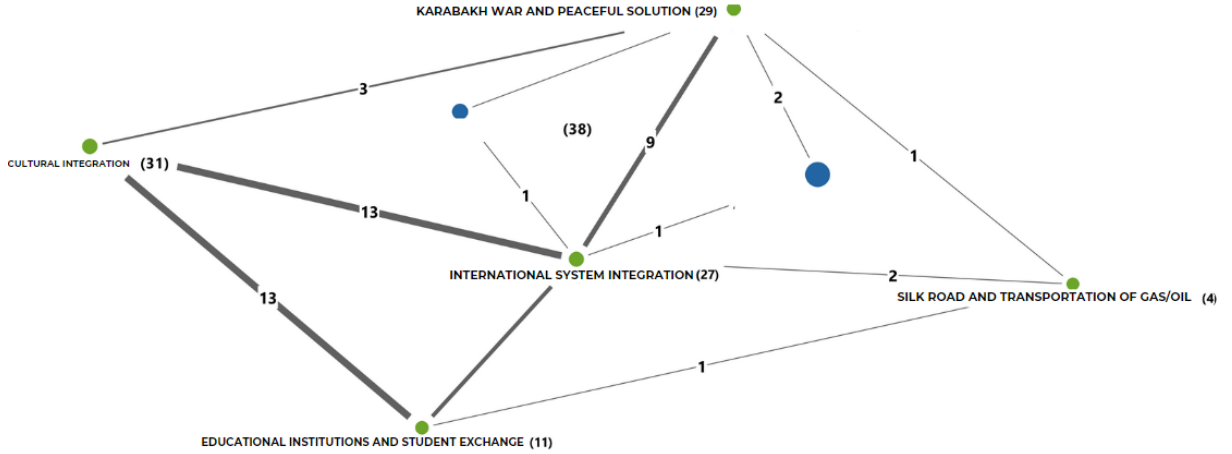 KARABAKH WAR AND PEACEFUL SOLUTION (29)
3
2
(38)
9
1
CULTURAL INTEGRATION (31)
1
13
1
INTERNATIONAL SYSTEM INTEGRATION (27)
2
13
SILK ROAD AND TRANSPORTATION OF GAS/OIL (4)
1
EDUCATIONAL INSTITUTIONS AND STUDENT EXCHANGE (11)